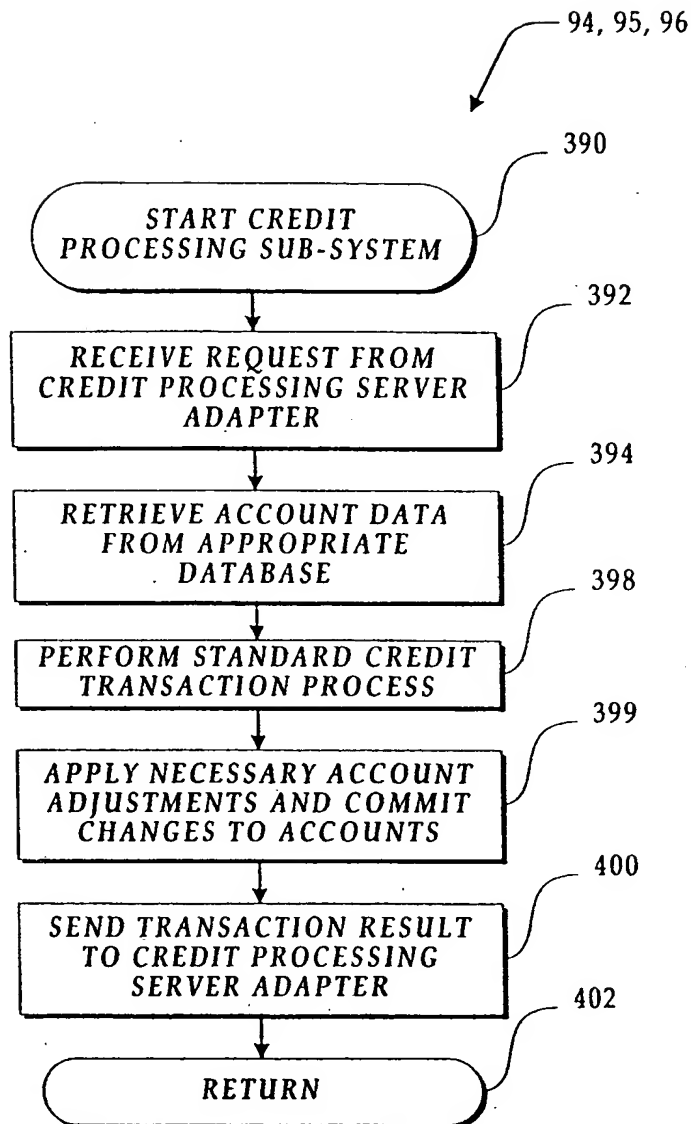 94, 95, 96
390
START CREDIT
PROCESSING SUB-SYSTEM
392
RECEIVE REQUEST FROM
CREDIT PROCESSING SERVER
ADAPTER
394
RETRIEVE ACCOUNT DATA
FROM APPROPRIATE
DATABASE
398
PERFORM STANDARD CREDIT
TRANSACTION PROCESS
399
APPLY NECESSARY ACCOUNT
ADJUSTMENTS AND COMMIT
CHANGES TO ACCOUNTS
400
SEND TRANSACTION RESULT
TO CREDIT PROCESSING
SERVER ADAPTER
402
RETURN